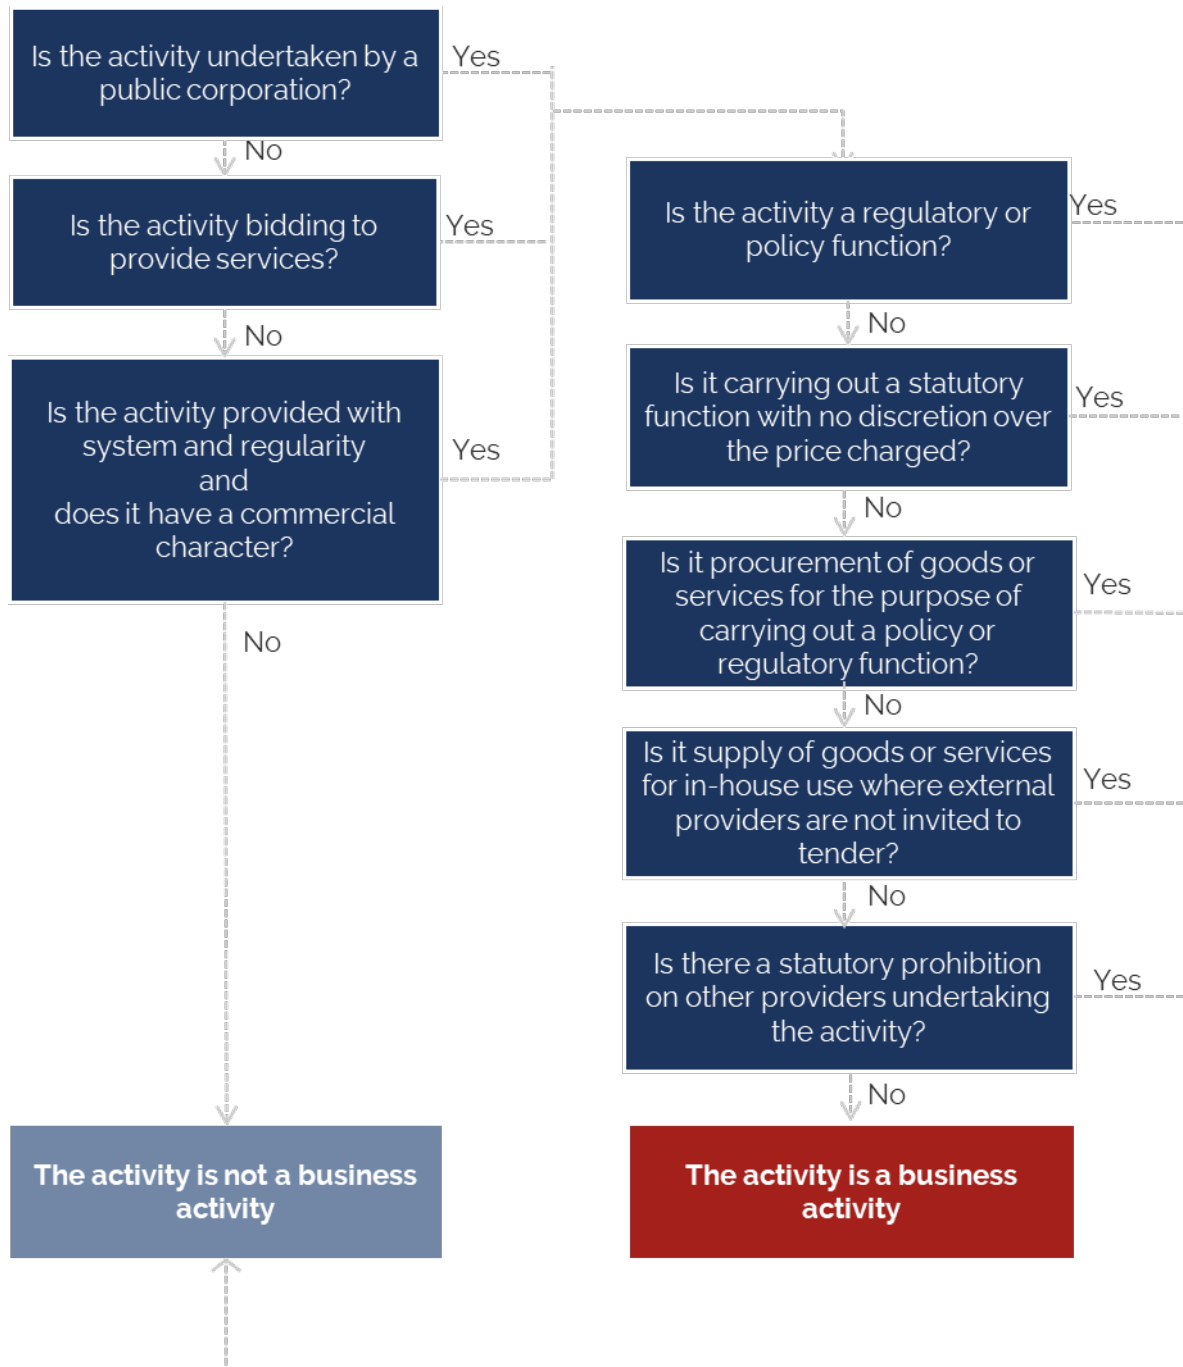 Is the activity undertaken by a
public corporation?
Yes
No
Is the activity bidding to
provide services?
Yes
No
Is the activity provided with
system and regularity
and
does it have a commercial
character?
Yes
No
The activity is not a business
activity
Is the activity a regulatory or
policy function?
Yes
No
Is it carrying out a statutory
function with no discretion over
the price charged?
Yes
No
Is it procurement of goods or
services for the purpose of
carrying out a policy or
regulatory function?
Yes
No
Is it supply of goods or services
for in-house use where external
providers are not invited to
tender?
Yes
No
Is there a statutory prohibition
on other providers undertaking
the activity?
Yes
No
The activity is a business
activity